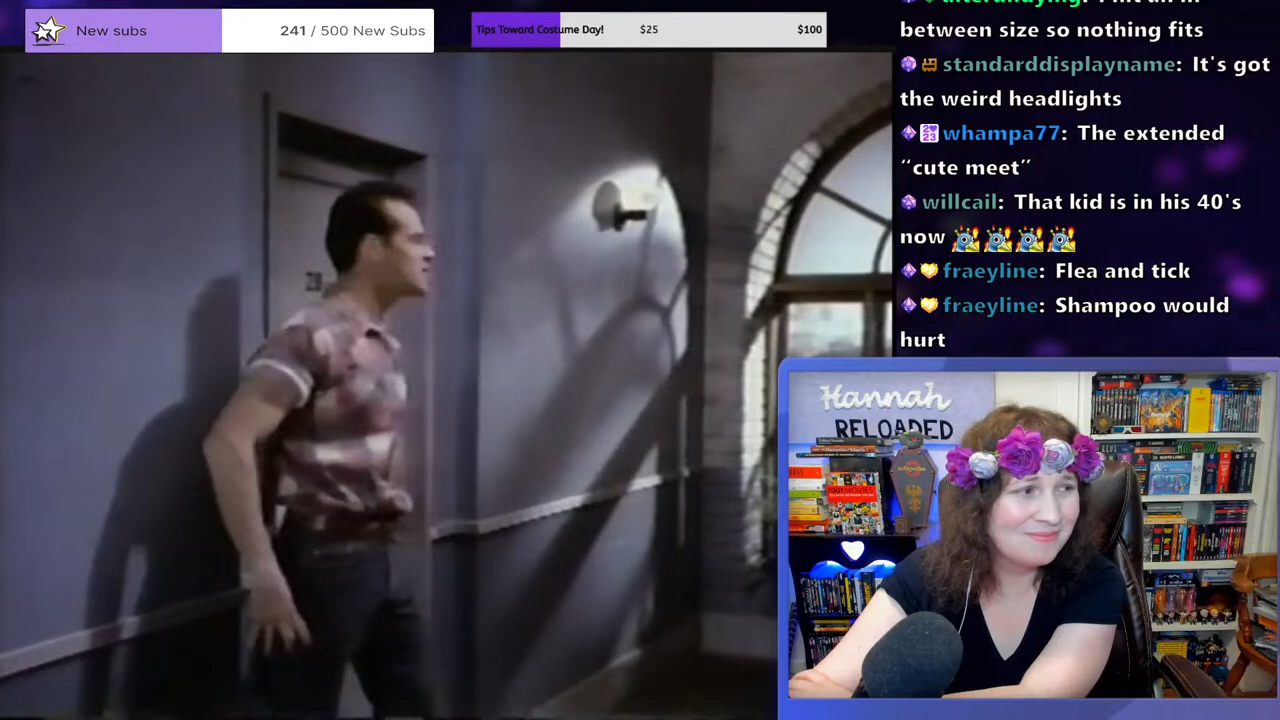 New subs
241 / 500 New Subs
Tips Toward Costume Day!
$25
$100
between size so nothing fits
standarddisplayname: It's got
the weird headlights
whampa77: The extended
“cute meet”
willcail: That kid is in his 40's
now
fraeyline: Flea and tick
fraeyline: Shampoo would
hurt
Hannah
RELOADED